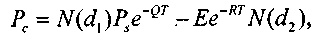 P_c = N(d_1)P_s e^{-QT} - Ee^{-RT} N(d_2),